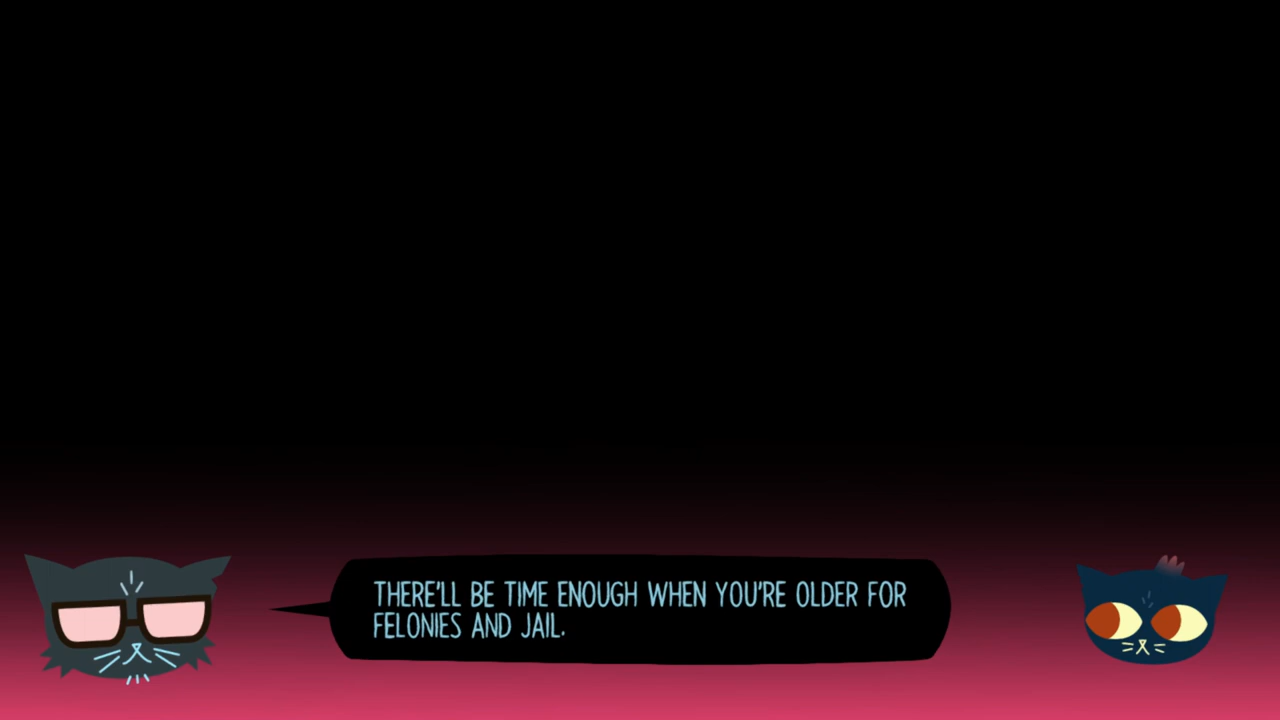 THERE'LL BE TIME ENOUGH WHEN YOU'RE OLDER FOR
FELONIES AND JAIL.